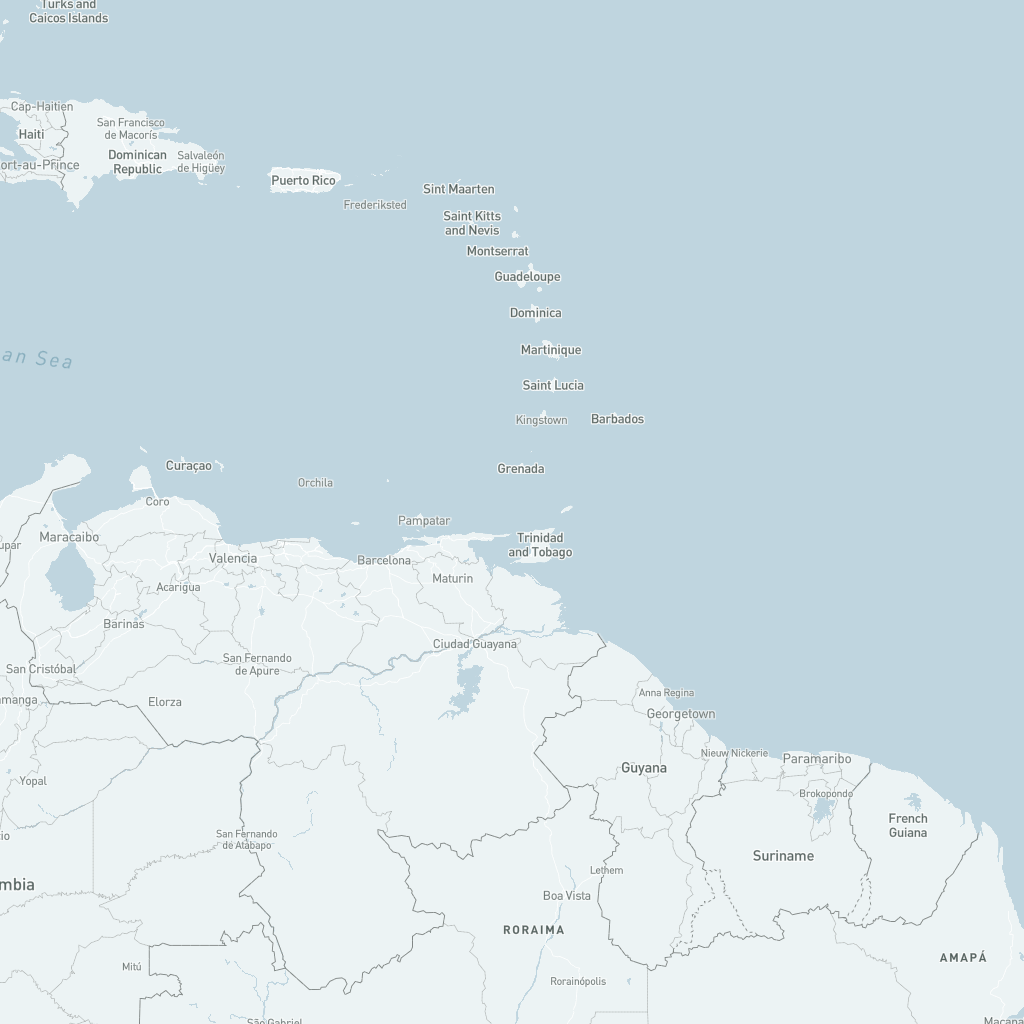 Turks and
Caicos Islands
Cap-Haitien
San Francisco
de Macorís
Haiti
Dominican
Republic
Salvaleón
de Higüey
ort-au-Prince
Puerto Rico
Sint Maarten
Frederiksted
Saint Kitts
and Nevis
Montserrat
Guadeloupe
Dominica
an Sea
Martinique
Saint Lucia
Kingstown
Barbados
Curaçao
Grenada
Orchila
Coro
Pampatar
Maracaibo
Trinidad
and Tobago
upar
Valencia
Barcelona
Acarigua
Maturin
Barinas
Ciudad Guayana
San Cristóbal
San Fernando
de Apure
amanga
Elorza
Anna Regina
Georgetown
Nieuw Nickerie
Paramaribo
Guyana
Yopal
Brokopondo
French
Guiana
cio
San Fernando
de Atabapo
Suriname
mbia
Lethem
Boa Vista
RORAIMA
AMAPÁ
Mitú
Rorainópolis
São Gabriel
Macapá